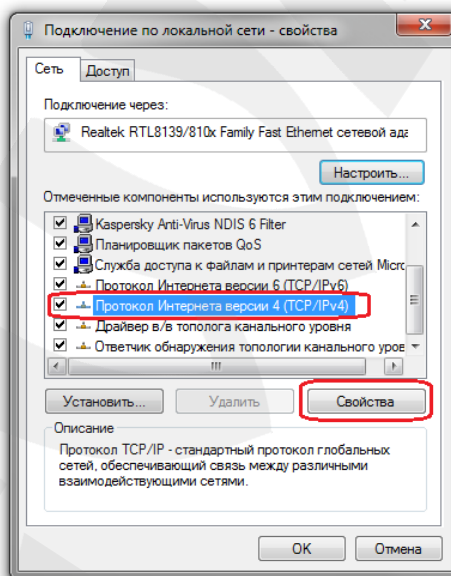 Подключение по локальной сети - свойства
Сеть Доступ
Подключение через:
Realtek RTL8139/810x Family Fast Ethernet сетевой ада
Настроить...
Отмеченные компоненты используются этим подключением:
Kaspersky Anti-Virus NDIS 6 Filter
Планировщик пакетов QoS
Служба доступа к файлам и принтерам сетей Micro
Протокол Интернета версии 6 (TCP/IPv6)
Протокол Интернета версии 4 (TCP/IPv4)
Драйвер в/в тополога канального уровня
Ответчик обнаружения топологии канального уров
Установить... Удалить Свойства
Описание
Протокол TCP/IP - стандартный протокол глобальных
сетей, обеспечивающий связь между различными
взаимодействующими сетями.
OK Отмена